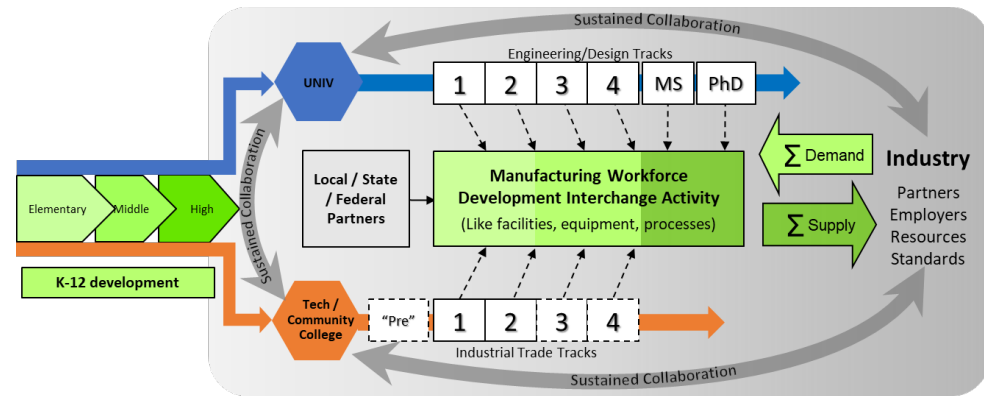 Sustained Collaboration
Engineering/Design Tracks
UNIV
1 2 3 4 MS PhD
Sustained Collaboration
Elementary Middle High
K-12 development
Local / State
/ Federal
Partners
Manufacturing Workforce
Development Interchange Activity
(Like facilities, equipment, processes)
∑ Demand
∑ Supply
Industry
Partners
Employers
Resources
Standards
Tech /
Community
College
"Pre" 1 2 3 4
Industrial Trade Tracks
Sustained Collaboration